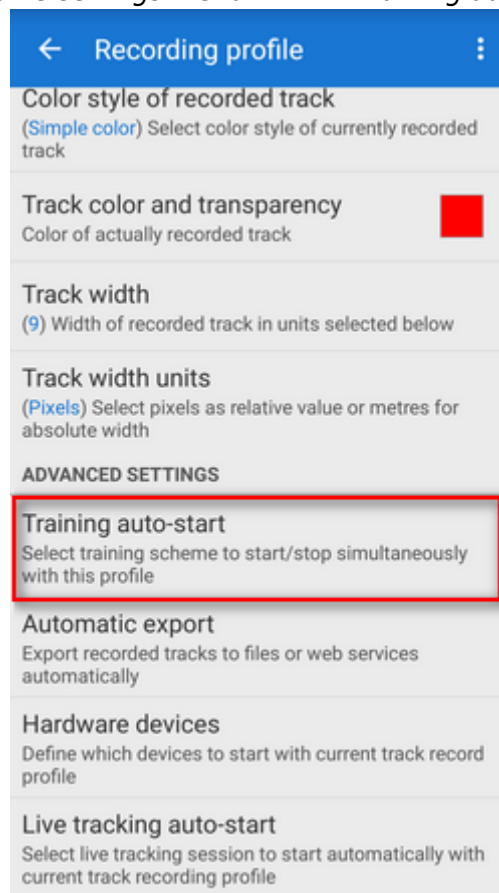 Recording profile
Color style of recorded track
(Simple color) Select color style of currently recorded
track
Track color and transparency
Color of actually recorded track
Track width
(9) Width of recorded track in units selected below
Track width units
(Pixels) Select pixels as relative value or metres for
absolute width
ADVANCED SETTINGS
Training auto-start
Select training scheme to start/stop simultaneously
with this profile
Automatic export
Export recorded tracks to files or web services
automatically
Hardware devices
Define which devices to start with current track record
profile
Live tracking auto-start
Select live tracking session to start automatically with
current track recording profile